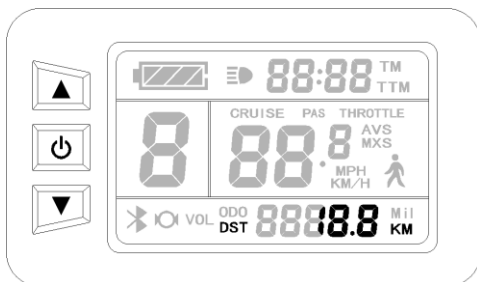 88:88 TM
TTM
CRUISE PAS THROTTLE
8 88.8 AVS
MXS
MPH
KM/H
VOL ODO 88818.8 Mil
DST KM